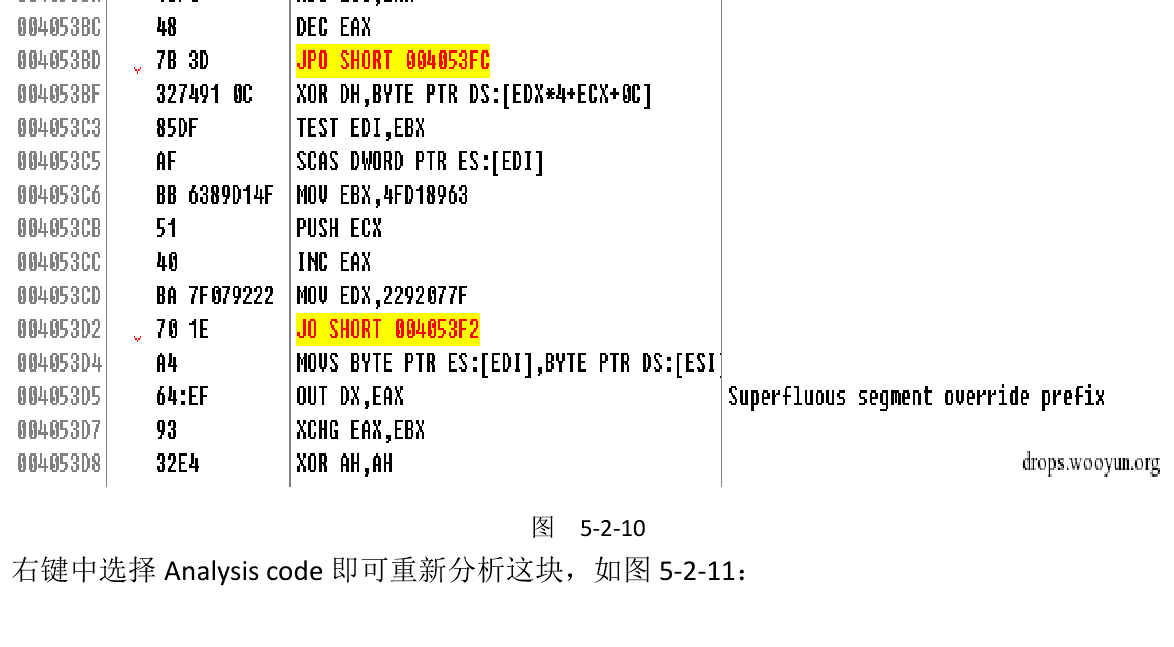 004053BC 48 DEC EAX
004053BD 7B 3D JPO SHORT 004053FC
004053BF 327491 0C XOR DH,BYTE PTR DS:[EDX*4+ECX+0C]
004053C3 85DF TEST EDI,EBX
004053C5 AF SCAS DWORD PTR ES:[EDI]
004053C6 BB 6389D14F MOV EBX,4FD18963
004053CB 51 PUSH ECX
004053CC 40 INC EAX
004053CD BA 7F079222 MOV EDX,2292077F
004053D2 70 1E JO SHORT 004053F2
004053D4 A4 MOVS BYTE PTR ES:[EDI],BYTE PTR DS:[ESI]
004053D5 64:EF OUT DX,EAX Superfluous segment override prefix
004053D7 93 XCHG EAX,EBX
004053D8 32E4 XOR AH,AH
drops.wooyun.org
图 5-2-10
右键中选择 Analysis code 即可重新分析这块，如图 5-2-11：